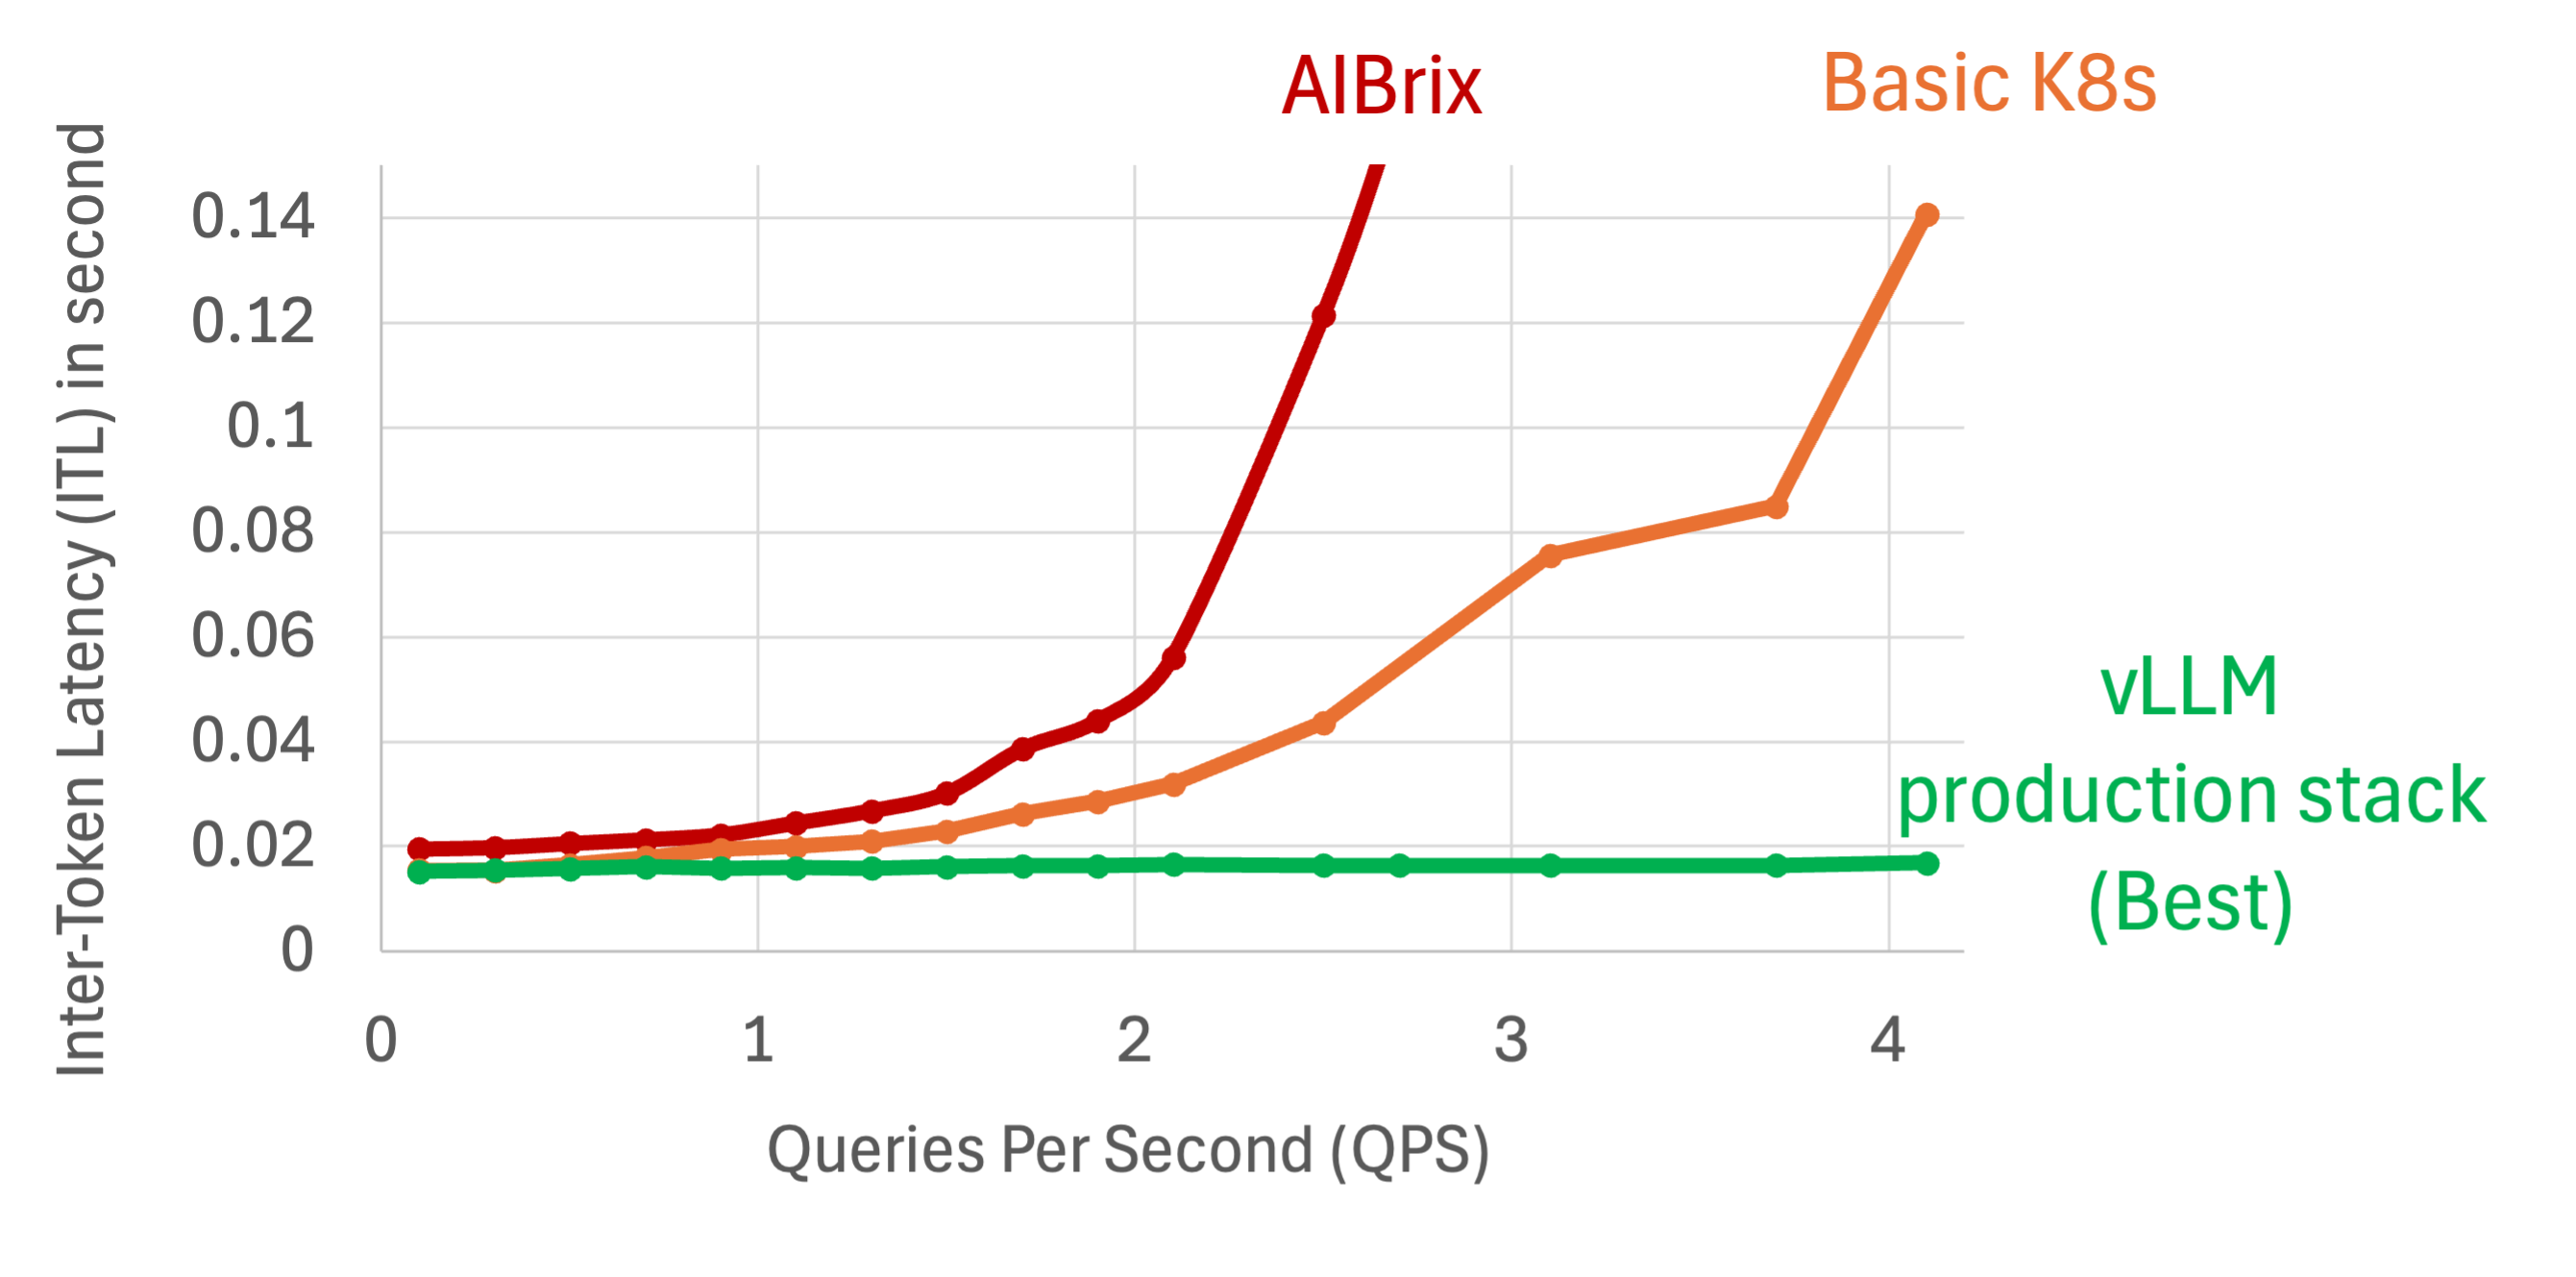 AIBrix
Basic K8s
Inter-Token Latency (ITL) in second
0.14
0.12
0.1
0.08
0.06
0.04
0.02
0
vLLM
production stack
(Best)
0
1
2
3
4
Queries Per Second (QPS)